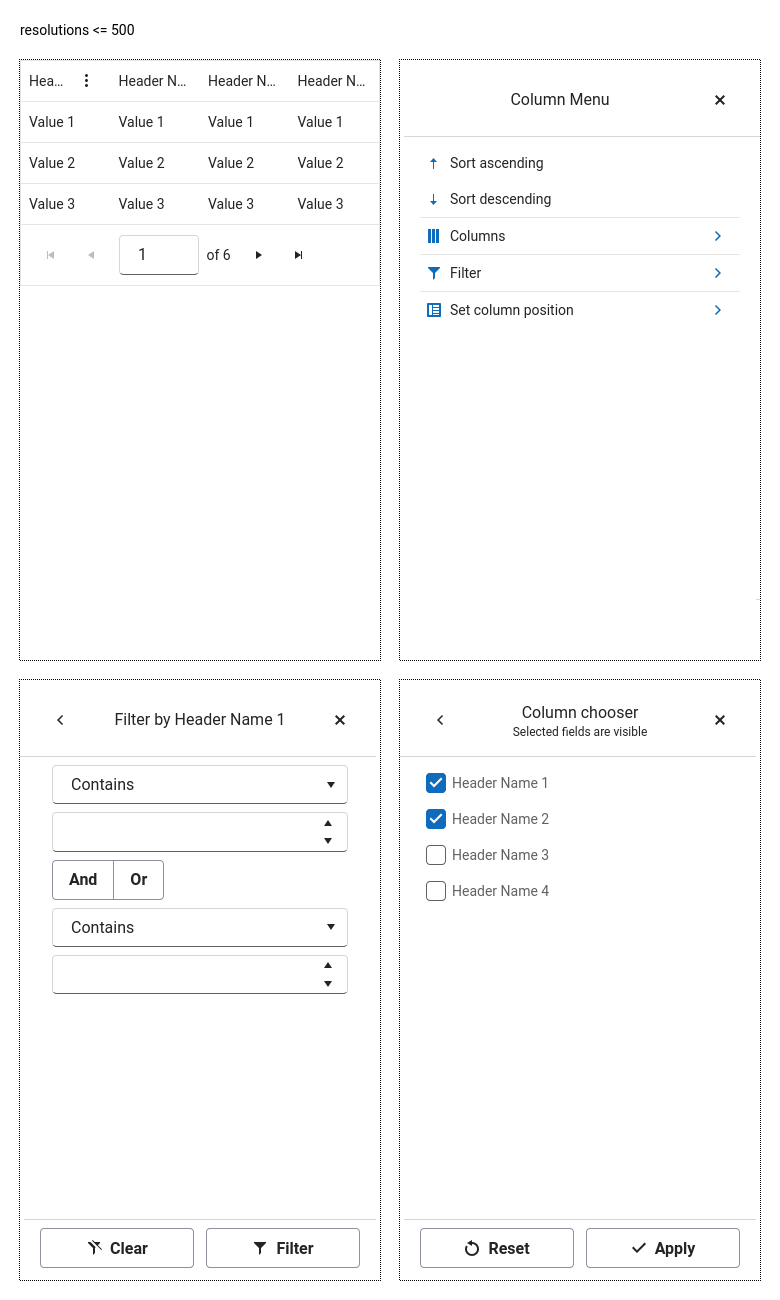 resolutions <= 500
Hea... Header N... Header N... Header N...
Value 1 Value 1 Value 1 Value 1
Value 2 Value 2 Value 2 Value 2
Value 3 Value 3 Value 3 Value 3
1 of 6
Column Menu
Sort ascending
Sort descending
Columns
Filter
Set column position
Filter by Header Name 1
Contains
And Or
Contains
Clear Filter
Column chooser
Selected fields are visible
Header Name 1
Header Name 2
Header Name 3
Header Name 4
Reset Apply